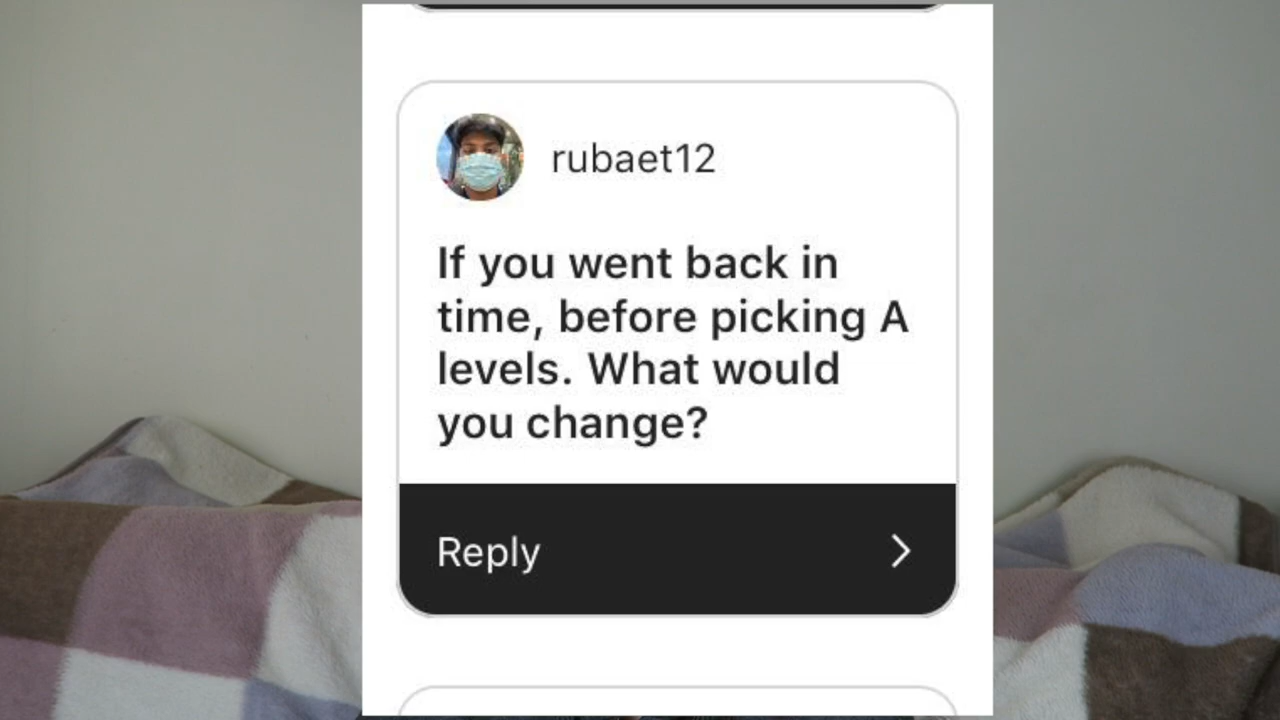 rubaet12
If you went back in
time, before picking A
levels. What would
you change?
Reply